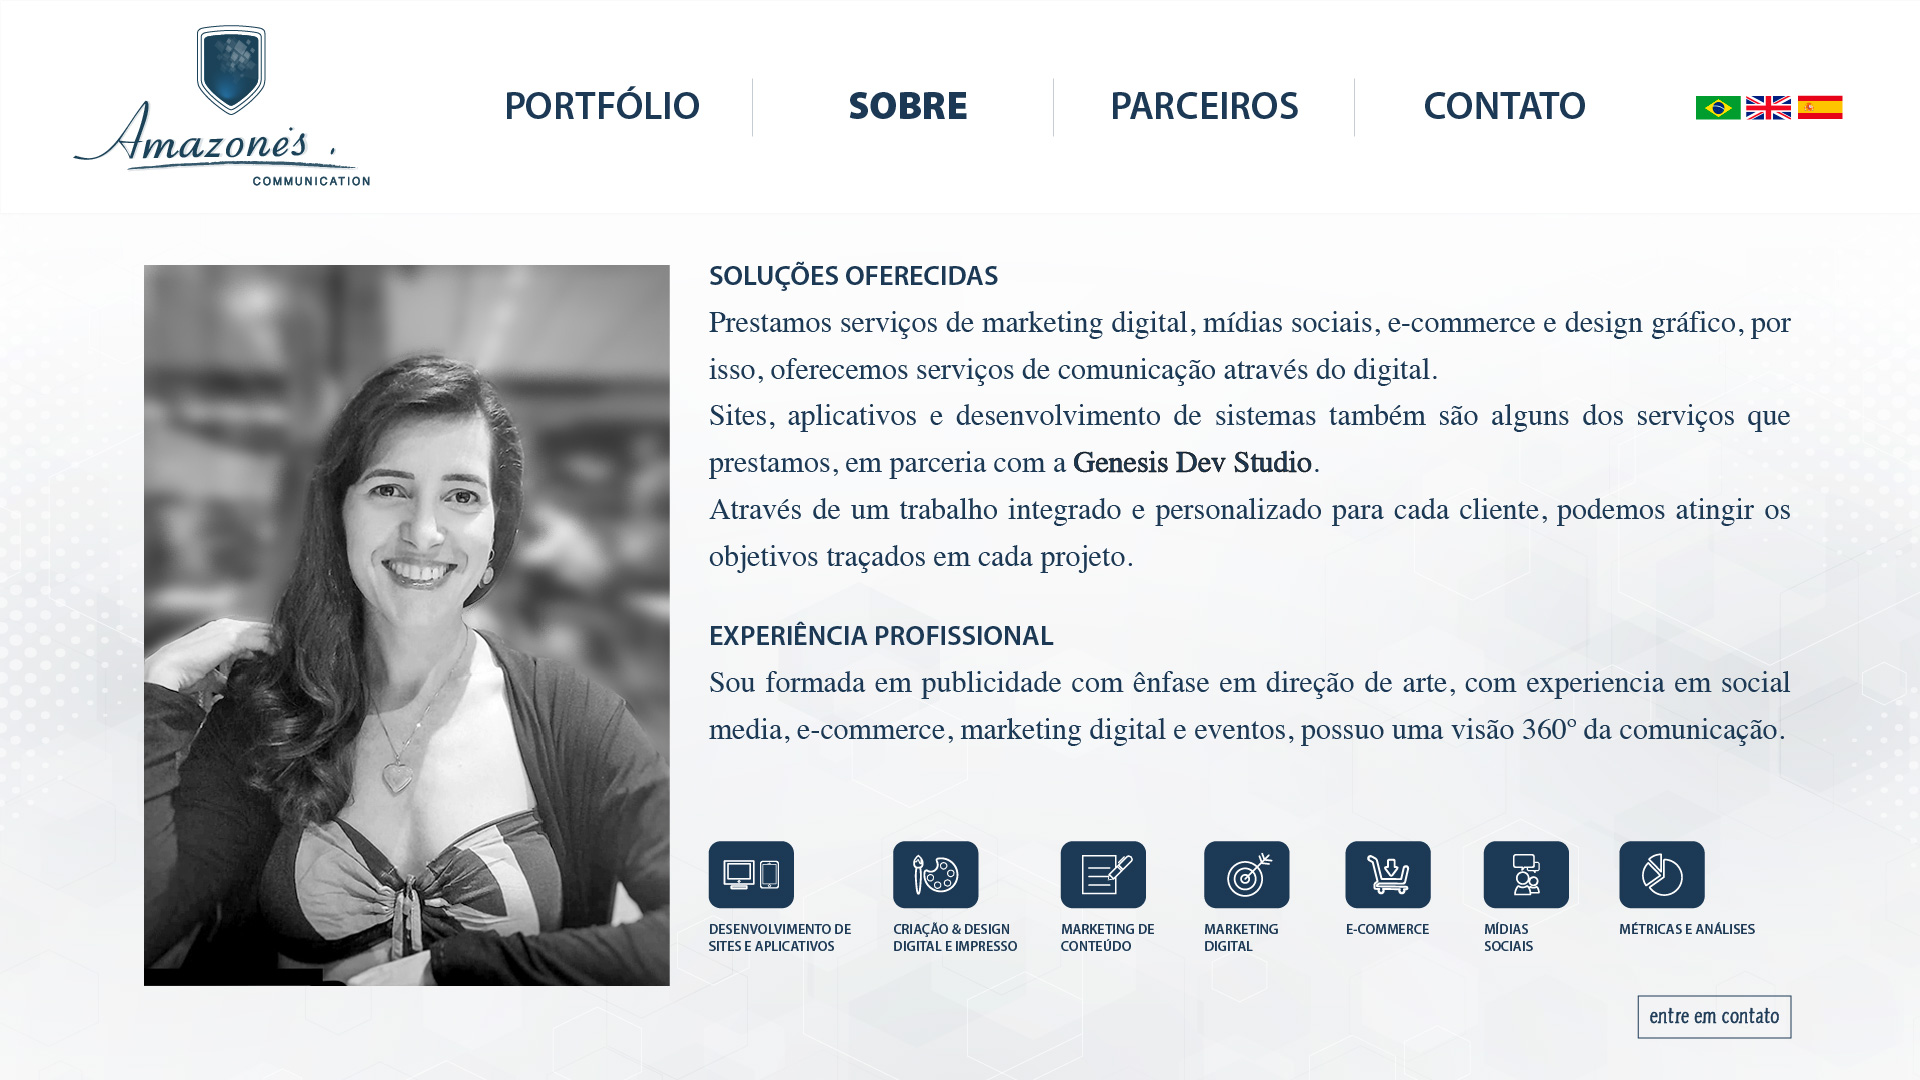 Amazone's
COMMUNICATION
PORTFÓLIO
SOBRE
PARCEIROS
CONTATO
SOLUÇÕES OFERECIDAS
Prestamos serviços de marketing digital, mídias sociais, e-commerce e design gráfico, por
isso, oferecemos serviços de comunicação através do digital.
Sites, aplicativos e desenvolvimento de sistemas também são alguns dos serviços que
prestamos, em parceria com a Genesis Dev Studio.
Através de um trabalho integrado e personalizado para cada cliente, podemos atingir os
objetivos traçados em cada projeto.
EXPERIÊNCIA PROFISSIONAL
Sou formada em publicidade com ênfase em direção de arte, com experiencia em social
media, e-commerce, marketing digital e eventos, possuo uma visão 360º da comunicação.
DESENVOLVIMENTO DE
SITES E APLICATIVOS
CRIAÇÃO & DESIGN
DIGITAL E IMPRESSO
MARKETING DE
CONTEÚDO
MARKETING
DIGITAL
E-COMMERCE
MÍDIAS
SOCIAIS
MÉTRICAS E ANÁLISES
entre em contato